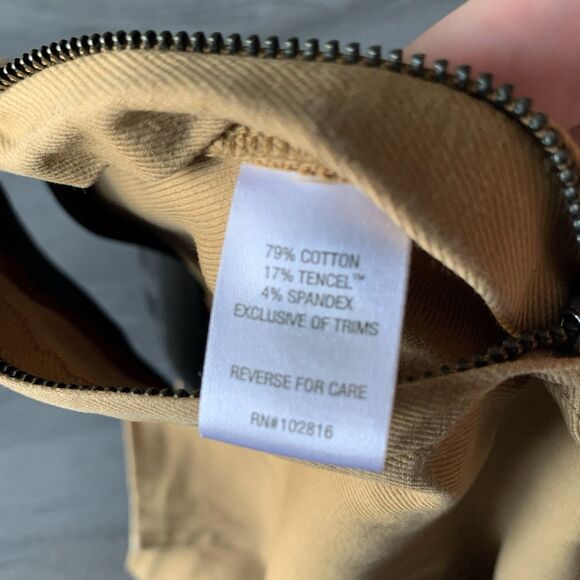 79% COTTON
17% TENCEL™
4% SPANDEX
EXCLUSIVE OF TRIMS
REVERSE FOR CARE
RN#102816